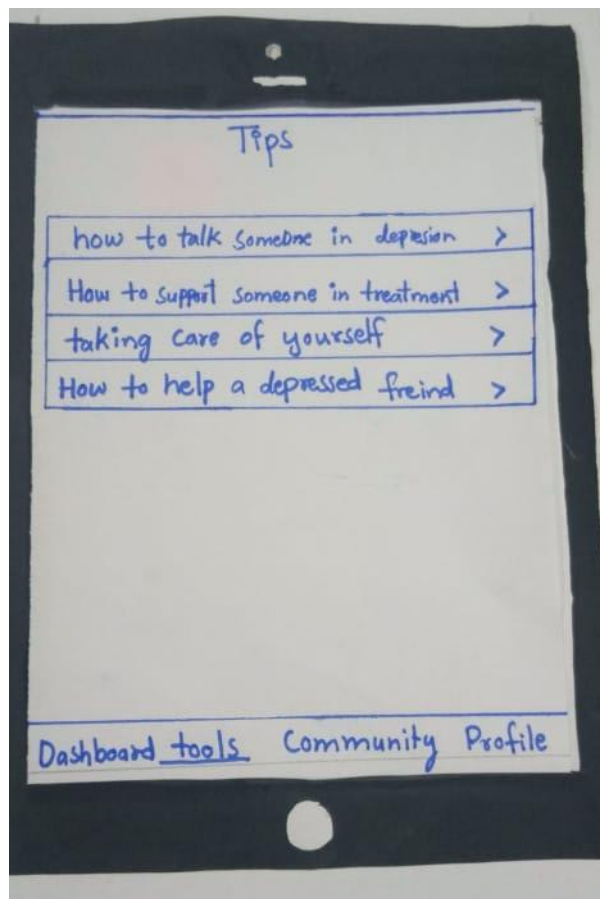 Tips
how to talk someone in depresion >
How to support someone in treatment >
taking care of yourself >
How to help a depressed freind >
Dashboard tools Community Profile